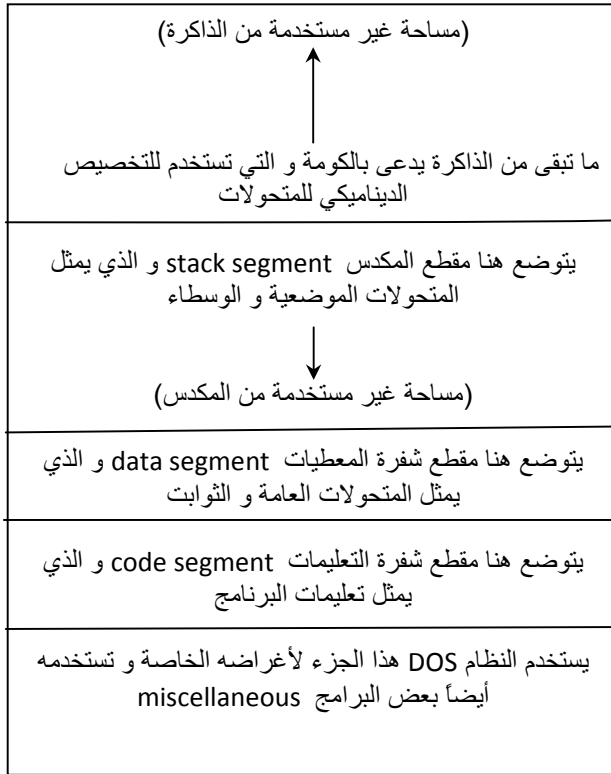 (مساحة غير مستخدمة من الذاكرة)
ما تبقى من الذاكرة يدعى بالكومة و التي تستخدم للتخصيص
الديناميكي للمتحولات
يتوضع هنا مقطع المكدس stack segment و الذي يمثل
المتحولات الموضعية و الوسطاء
(مساحة غير مستخدمة من المكدس)
يتوضع هنا مقطع شفرة المعطيات data segment و الذي
يمثل المتحولات العامة و الثوابت
يتوضع هنا مقطع شفرة التعليمات code segment و الذي
يمثل تعليمات البرنامج
يستخدم النظام DOS هذا الجزء لأغراضه الخاصة و تستخدمه
أيضاً بعض البرامج miscellaneous